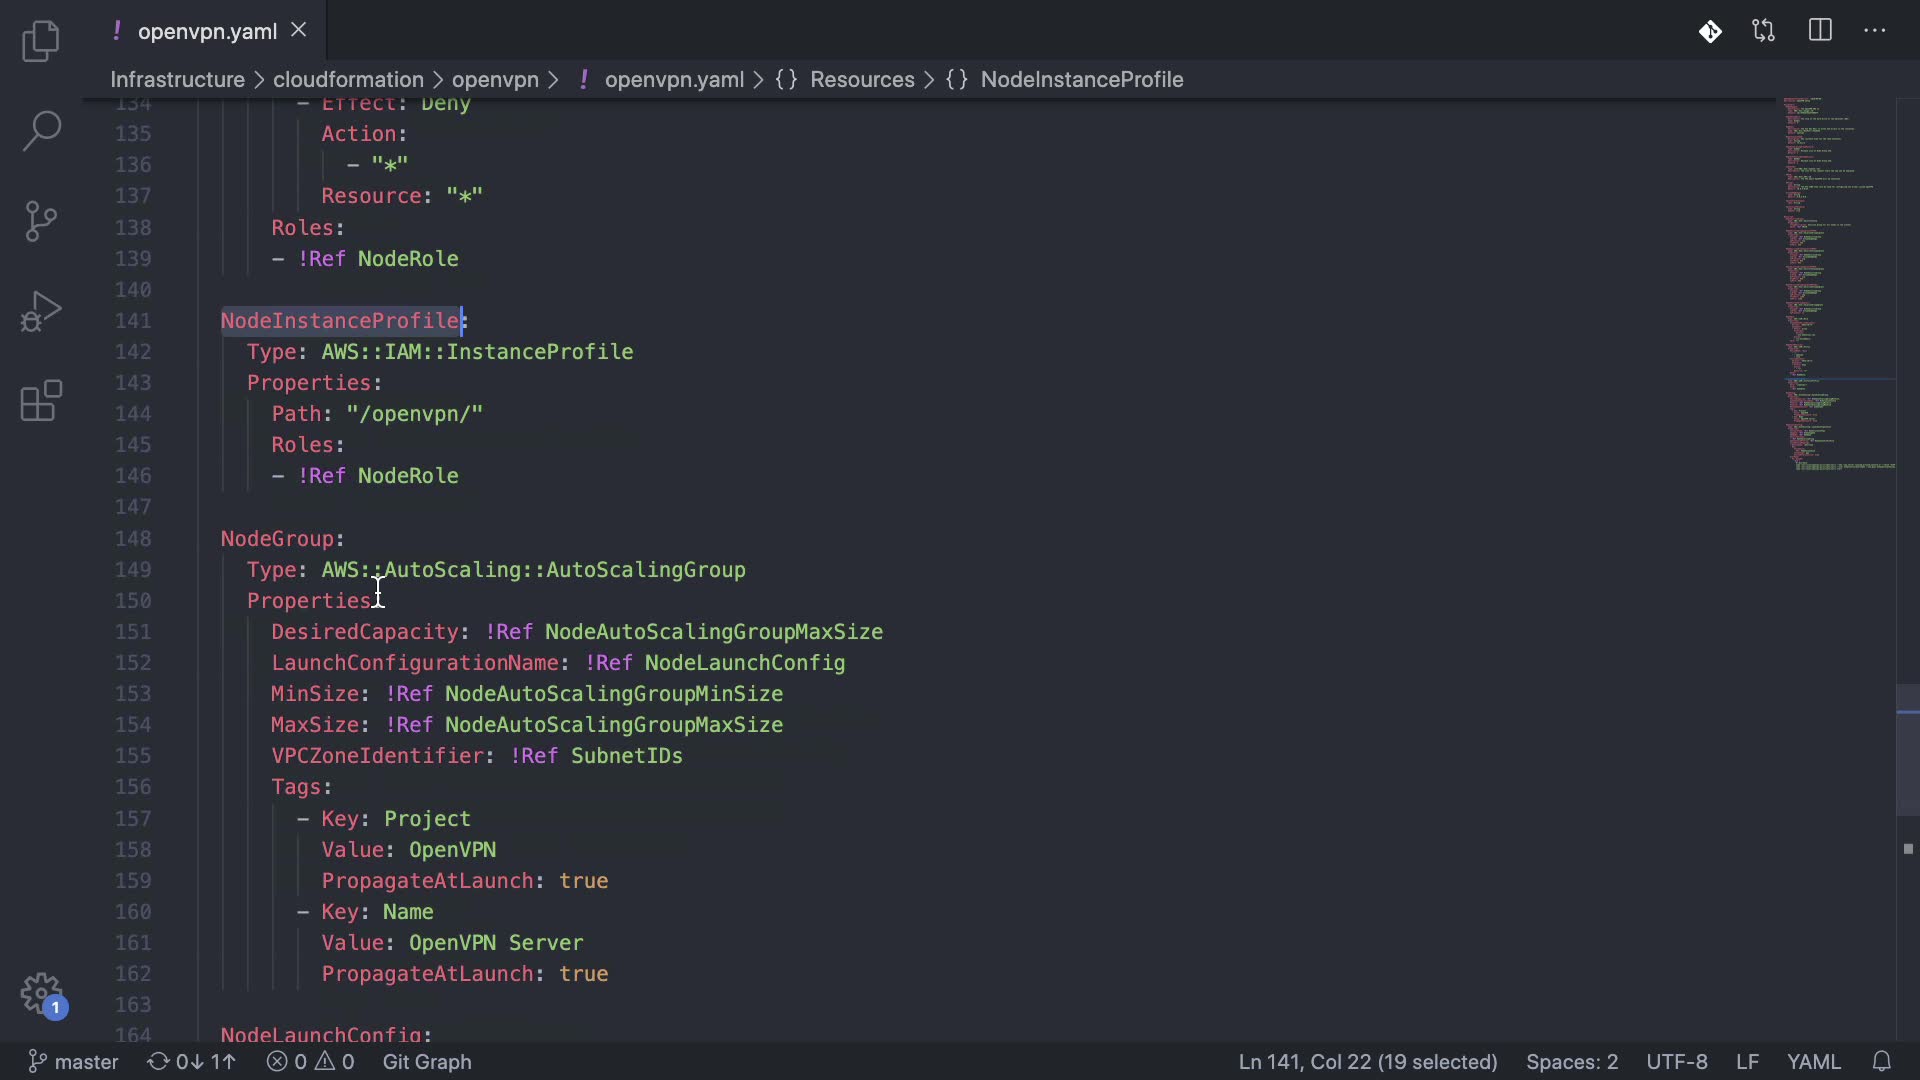 ! openvpn.yaml
Infrastructure > cloudformation > openvpn > ! openvpn.yaml > {} Resources > {} NodeInstanceProfile
134 - Effect: Deny
135 Action:
136 - "*"
137 Resource: "*"
138 Roles:
139 - !Ref NodeRole
140
141 NodeInstanceProfile:
142 Type: AWS::IAM::InstanceProfile
143 Properties:
144 Path: "/openvpn/"
145 Roles:
146 - !Ref NodeRole
147
148 NodeGroup:
149 Type: AWS::AutoScaling::AutoScalingGroup
150 Properties
151 DesiredCapacity: !Ref NodeAutoScalingGroupMaxSize
152 LaunchConfigurationName: !Ref NodeLaunchConfig
153 MinSize: !Ref NodeAutoScalingGroupMinSize
154 MaxSize: !Ref NodeAutoScalingGroupMaxSize
155 VPCZoneIdentifier: !Ref SubnetIDs
156 Tags:
157 - Key: Project
158 Value: OpenVPN
159 PropagateAtLaunch: true
160 - Key: Name
161 Value: OpenVPN Server
162 PropagateAtLaunch: true
163
164 NodeLaunchConfig:
1
master 0↓ 1↑ 0 0 Git Graph Ln 141, Col 22 (19 selected) Spaces: 2 UTF-8 LF YAML